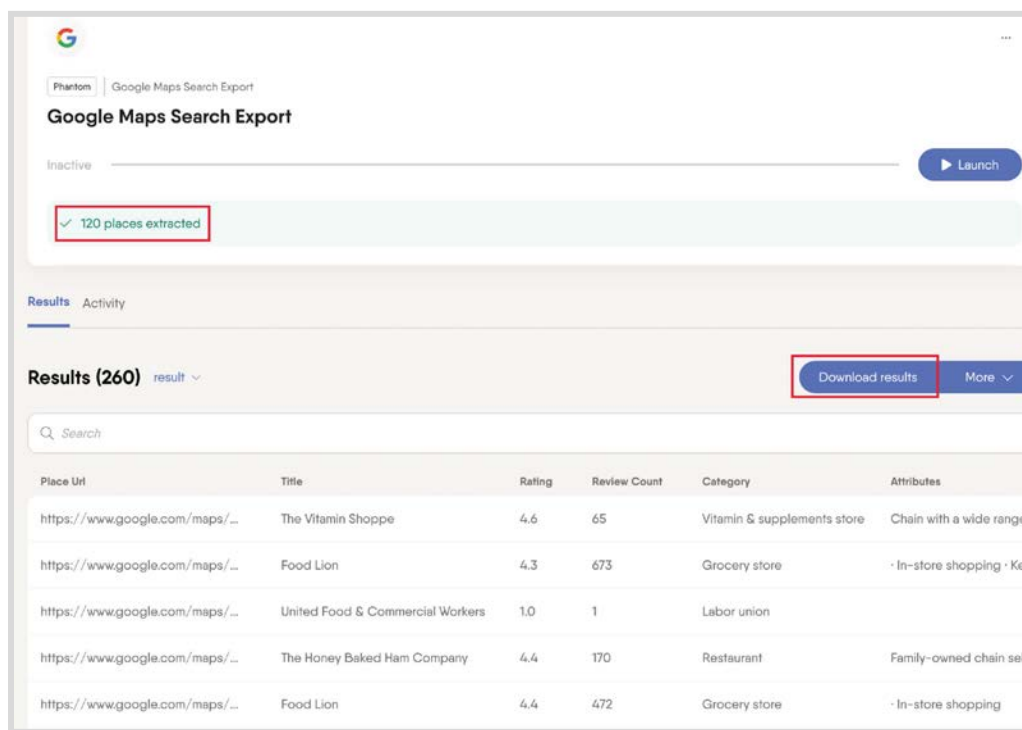 Phantom Google Maps Search Export
Google Maps Search Export
Inactive Launch
120 places extracted
Results Activity
Results (260) result Download results More
Search
Place Url Title Rating Review Count Category Attributes
https://www.google.com/maps/... The Vitamin Shoppe 4.6 65 Vitamin & supplements store Chain with a wide range
https://www.google.com/maps/... Food Lion 4.3 673 Grocery store · In-store shopping · Ke
https://www.google.com/maps/... United Food & Commercial Workers 1.0 1 Labor union
https://www.google.com/maps/... The Honey Baked Ham Company 4.4 170 Restaurant Family-owned chain sel
https://www.google.com/maps/... Food Lion 4.4 472 Grocery store · In-store shopping